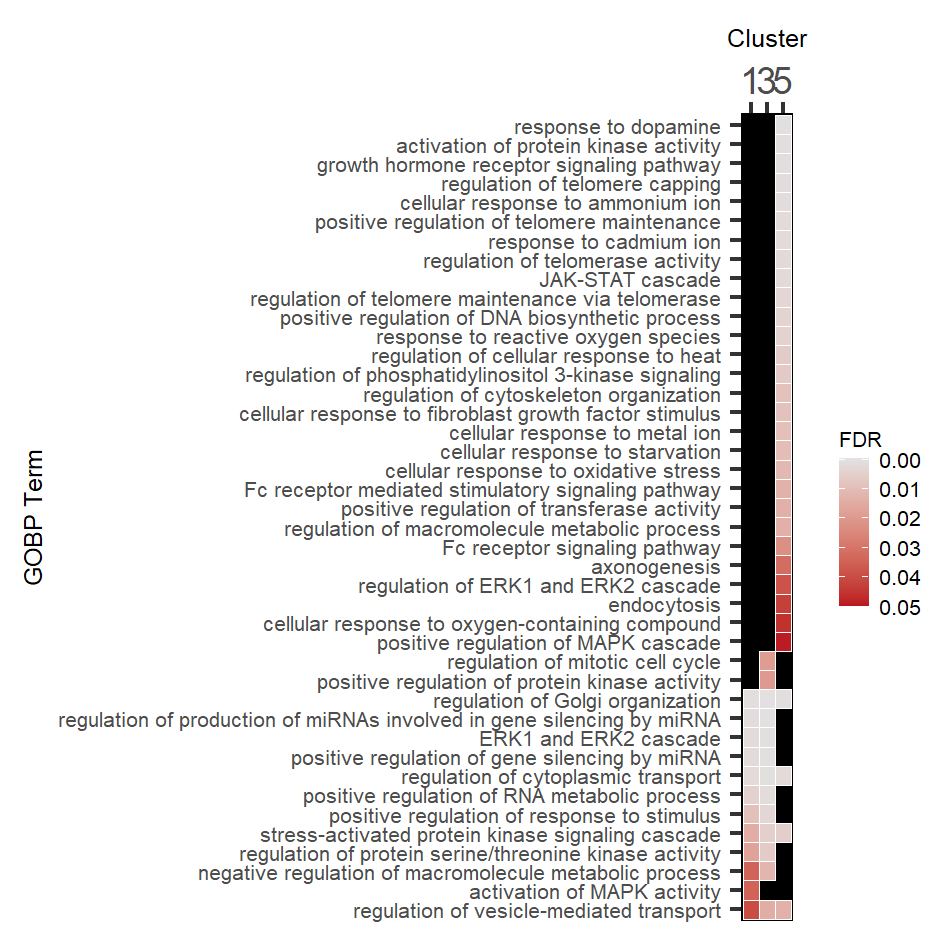 Cluster
135
response to dopamine
activation of protein kinase activity
growth hormone receptor signaling pathway
regulation of telomere capping
cellular response to ammonium ion
positive regulation of telomere maintenance
response to cadmium ion
regulation of telomerase activity
JAK-STAT cascade
regulation of telomere maintenance via telomerase
positive regulation of DNA biosynthetic process
response to reactive oxygen species
regulation of cellular response to heat
regulation of phosphatidylinositol 3-kinase signaling
regulation of cytoskeleton organization
cellular response to fibroblast growth factor stimulus
cellular response to metal ion
cellular response to starvation
cellular response to oxidative stress
Fc receptor mediated stimulatory signaling pathway
positive regulation of transferase activity
regulation of macromolecule metabolic process
Fc receptor signaling pathway
axonogenesis
regulation of ERK1 and ERK2 cascade
endocytosis
cellular response to oxygen-containing compound
positive regulation of MAPK cascade
regulation of mitotic cell cycle
positive regulation of protein kinase activity
regulation of Golgi organization
regulation of production of miRNAs involved in gene silencing by miRNA
ERK1 and ERK2 cascade
positive regulation of gene silencing by miRNA
regulation of cytoplasmic transport
positive regulation of RNA metabolic process
positive regulation of response to stimulus
stress-activated protein kinase signaling cascade
regulation of protein serine/threonine kinase activity
negative regulation of macromolecule metabolic process
activation of MAPK activity
regulation of vesicle-mediated transport
GOBP Term
FDR
0.00
0.01
0.02
0.03
0.04
0.05